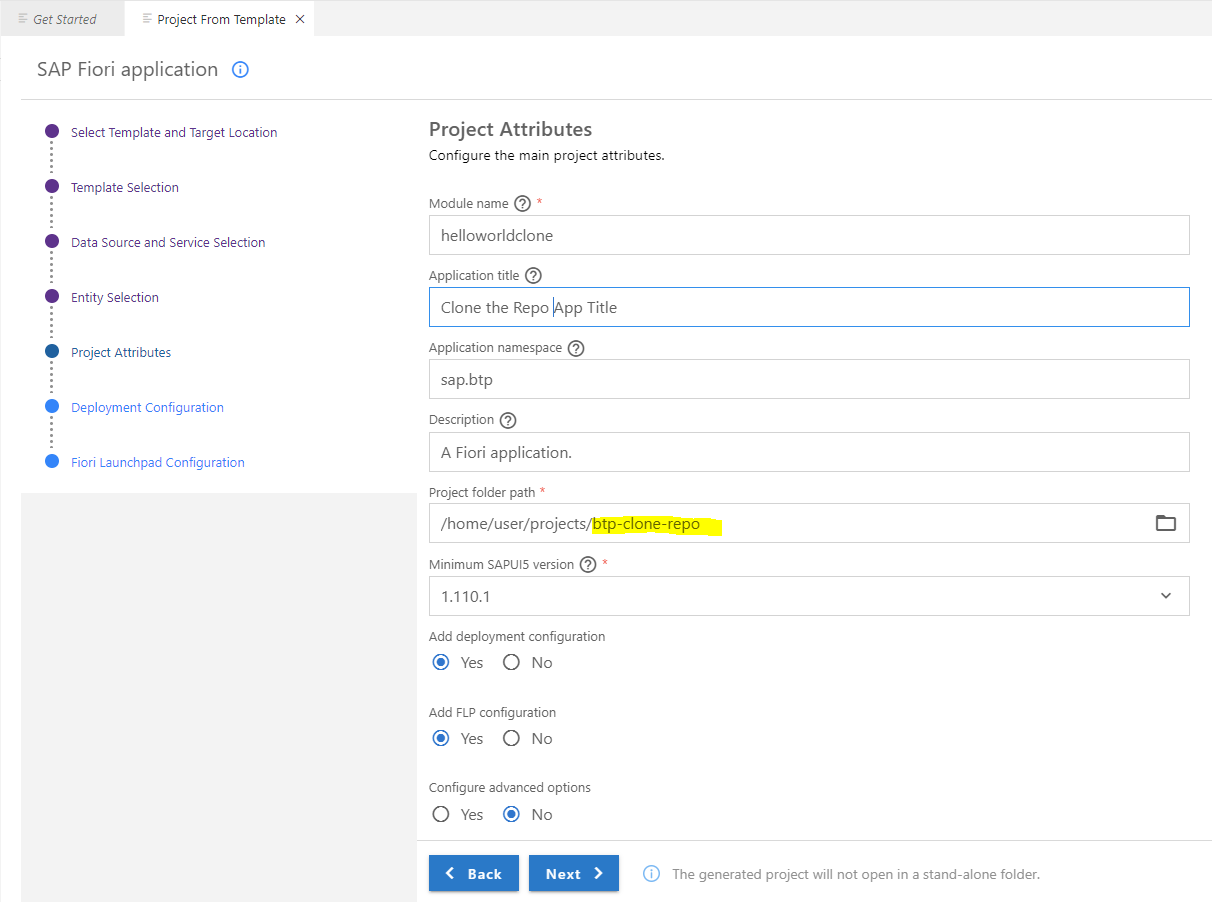 Get Started
Project From Template
SAP Fiori application
Select Template and Target Location
Template Selection
Data Source and Service Selection
Entity Selection
Project Attributes
Deployment Configuration
Fiori Launchpad Configuration
Project Attributes
Configure the main project attributes.
Module name *
helloworldclone
Application title
Clone the Repo App Title
Application namespace
sap.btp
Description
A Fiori application.
Project folder path *
/home/user/projects/btp-clone-repo
Minimum SAPUI5 version *
1.110.1
Add deployment configuration
Yes No
Add FLP configuration
Yes No
Configure advanced options
Yes No
Back Next The generated project will not open in a stand-alone folder.